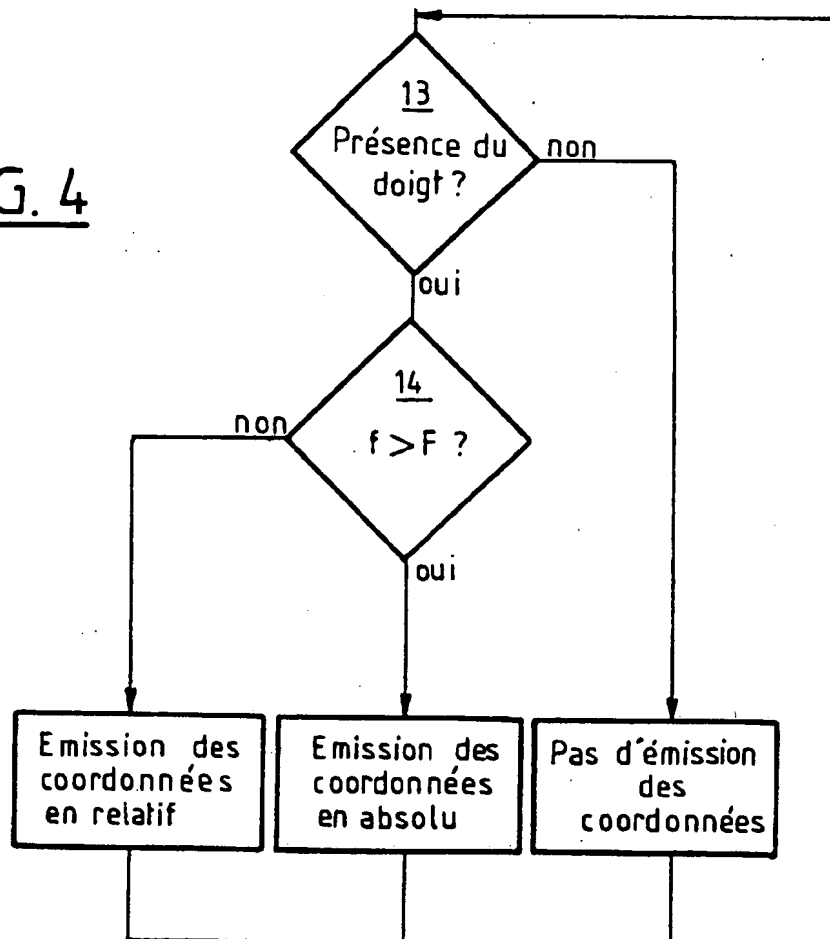 13
Présence du
doigt ?
non
G. 4
oui
14
non
f > F ?
oui
Emission des
coordonnées
en relatif
Emission des
coordonnées
en absolu
Pas d'émission
des
coordonnées